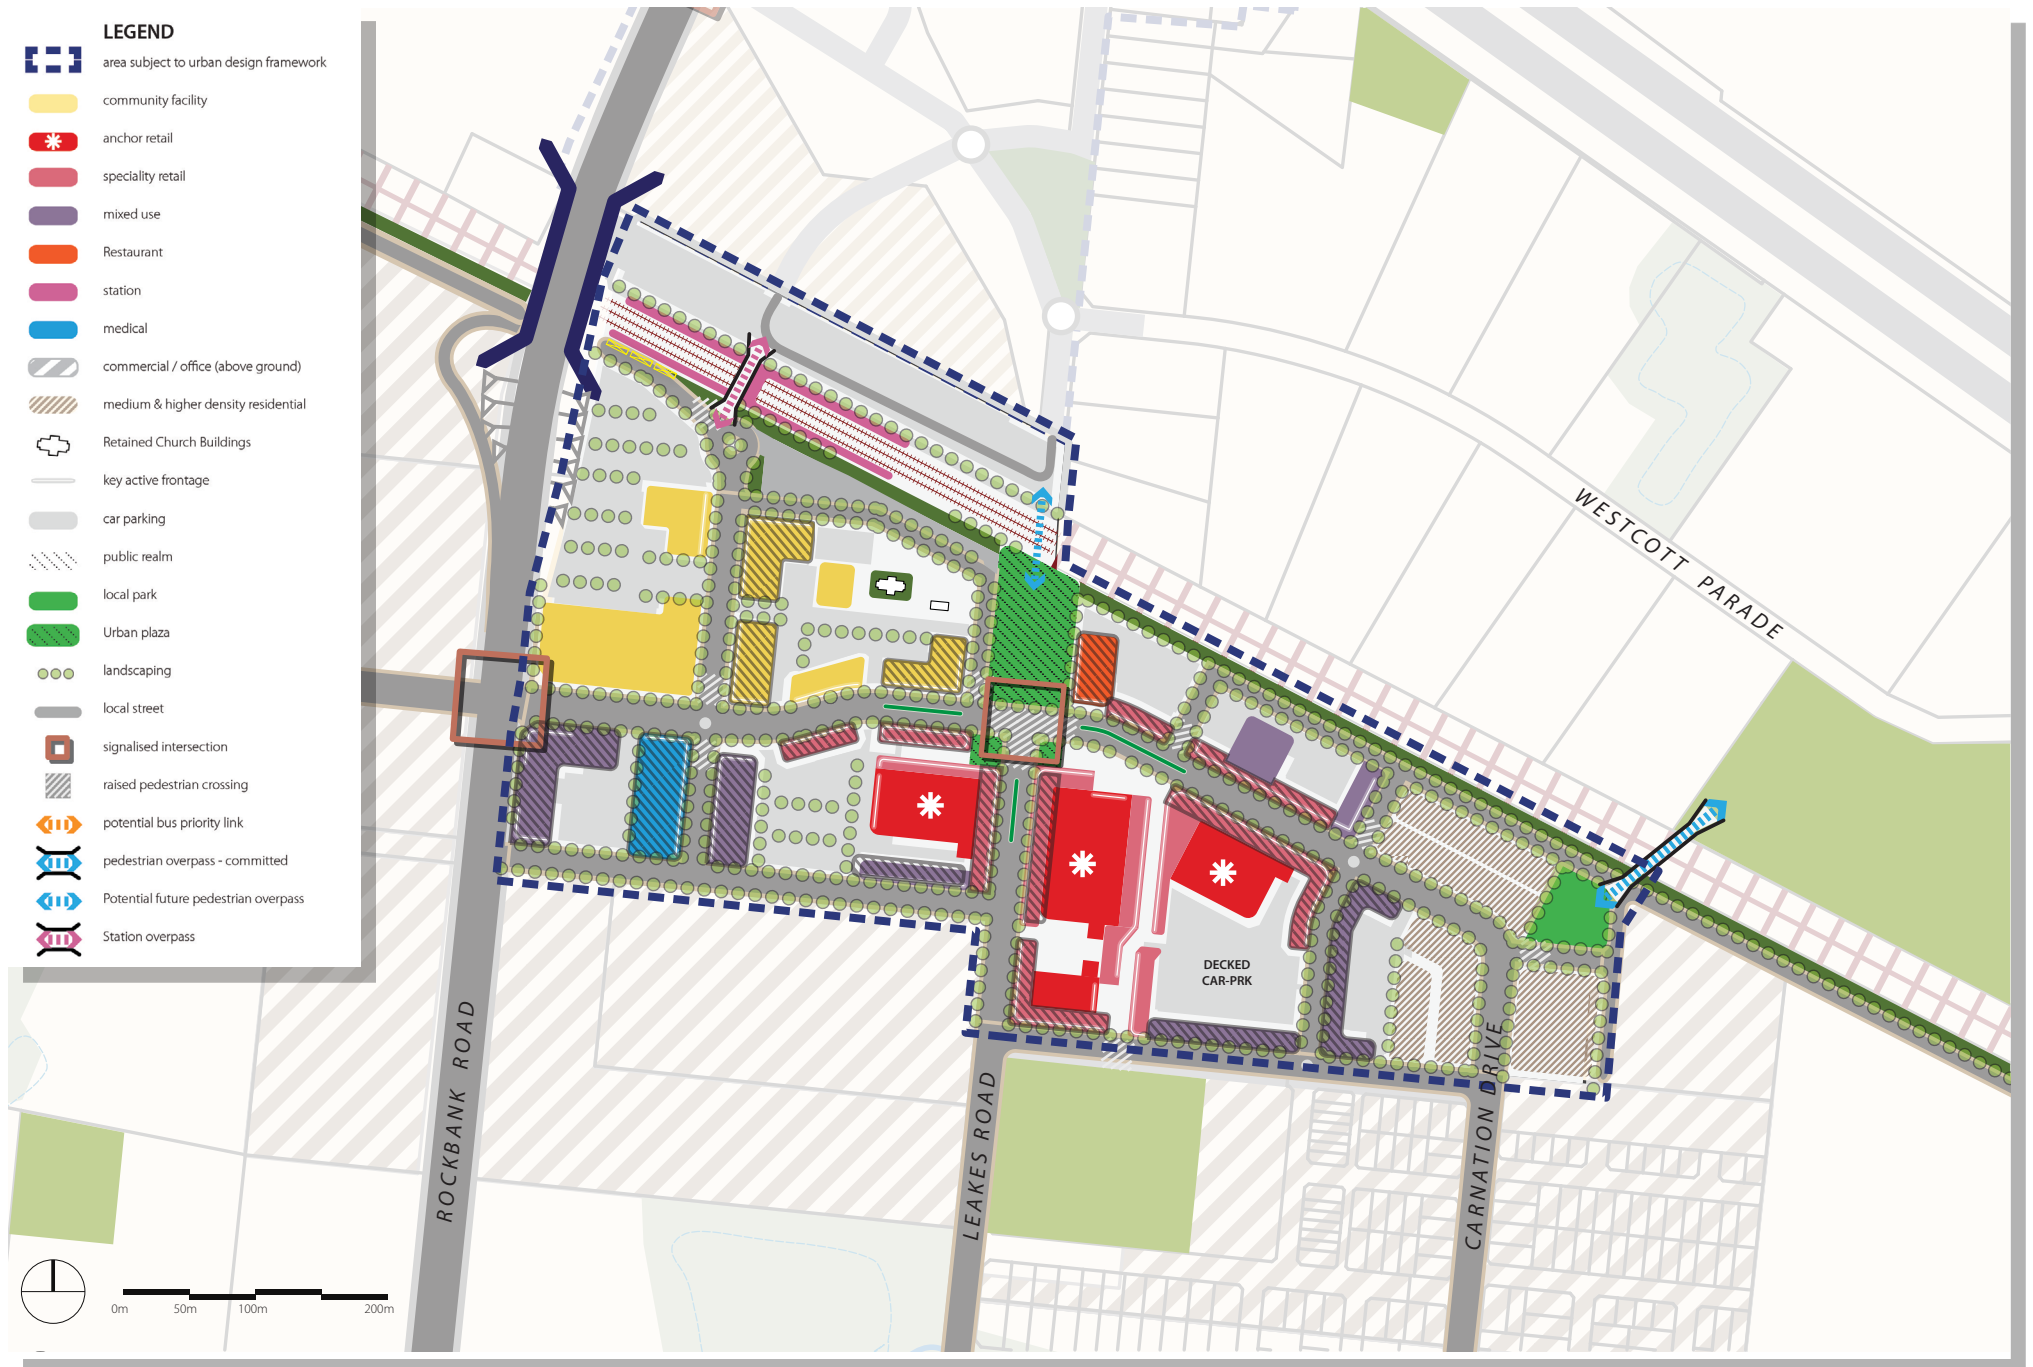 LEGEND
area subject to urban design framework
community facility
anchor retail
speciality retail
mixed use
Restaurant
station
medical
commercial / office (above ground)
medium & higher density residential
Retained Church Buildings
key active frontage
car parking
public realm
local park
Urban plaza
landscaping
local street
signalised intersection
raised pedestrian crossing
potential bus priority link
pedestrian overpass - committed
Potential future pedestrian overpass
Station overpass
WESTCOTT PARADE
DECKED
CAR-PRK
ROCKBANK ROAD
LEAKES ROAD
CARNATION DRIVE
0m 50m 100m 200m